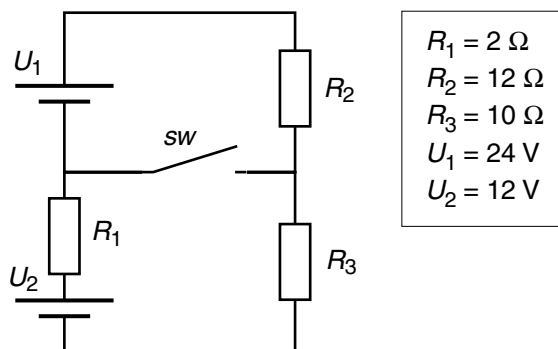 U₁
R₂
sw
R₁
U₂
R₃
R₁ = 2 Ω
R₂ = 12 Ω
R₃ = 10 Ω
U₁ = 24 V
U₂ = 12 V